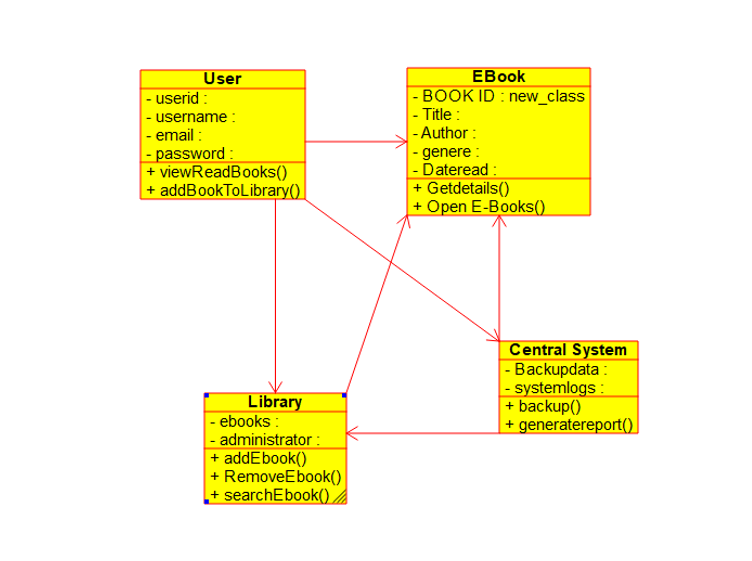 User
- userid :
- username :
- email :
- password :
+ viewReadBooks()
+ addBookToLibrary()
EBook
- BOOK ID : new_class
- Title :
- Author :
- genere :
- Dateread :
+ Getdetails()
+ Open E-Books()
Central System
- Backupdata :
- systemlogs :
+ backup()
+ generatereport()
Library
- ebooks :
- administrator :
+ addEbook()
+ RemoveEbook()
+ searchEbook()